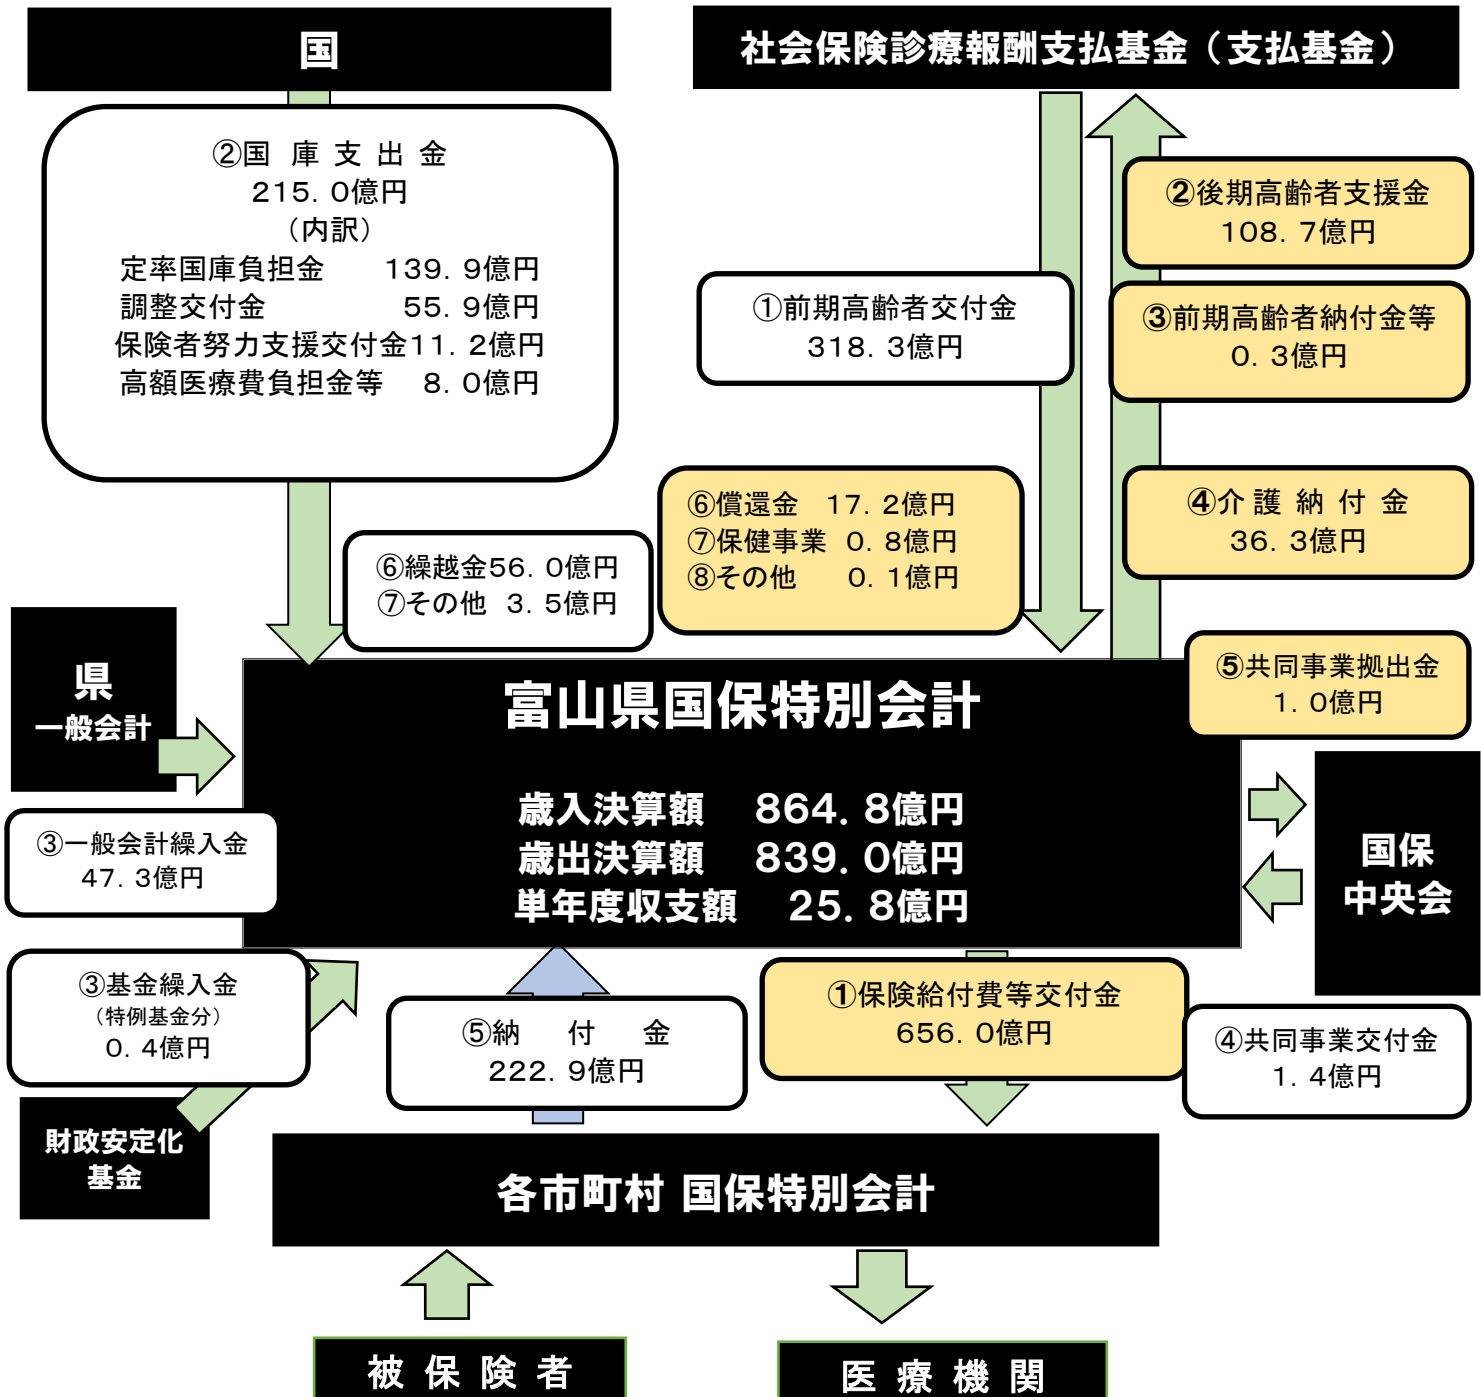 国
社会保険診療報酬支払基金（支払基金）
②国 庫 支 出 金
215．0億円
（内訳）
定率国庫負担金　139．9億円
調整交付金　55．9億円
保険者努力支援交付金11．2億円
高額医療費負担金等　8．0億円
②後期高齢者支援金
108．7億円
①前期高齢者交付金
318．3億円
③前期高齢者納付金等
0．3億円
④介 護 納 付 金
36．3億円
⑥償還金　17．2億円
⑦保健事業　0．8億円
⑧その他　0．1億円
⑥繰越金56．0億円
⑦その他　3．5億円
県
一般会計
⑤共同事業拠出金
1．0億円
富山県国保特別会計
歳入決算額　864．8億円
歳出決算額　839．0億円
単年度収支額　25．8億円
③一般会計繰入金
47．3億円
国保
中央会
③基金繰入金
（特例基金分）
0．4億円
⑤納　付　金
222．9億円
①保険給付費等交付金
656．0億円
④共同事業交付金
1．4億円
財政安定化
基金
各市町村 国保特別会計
被 保 険 者
医 療 機 関